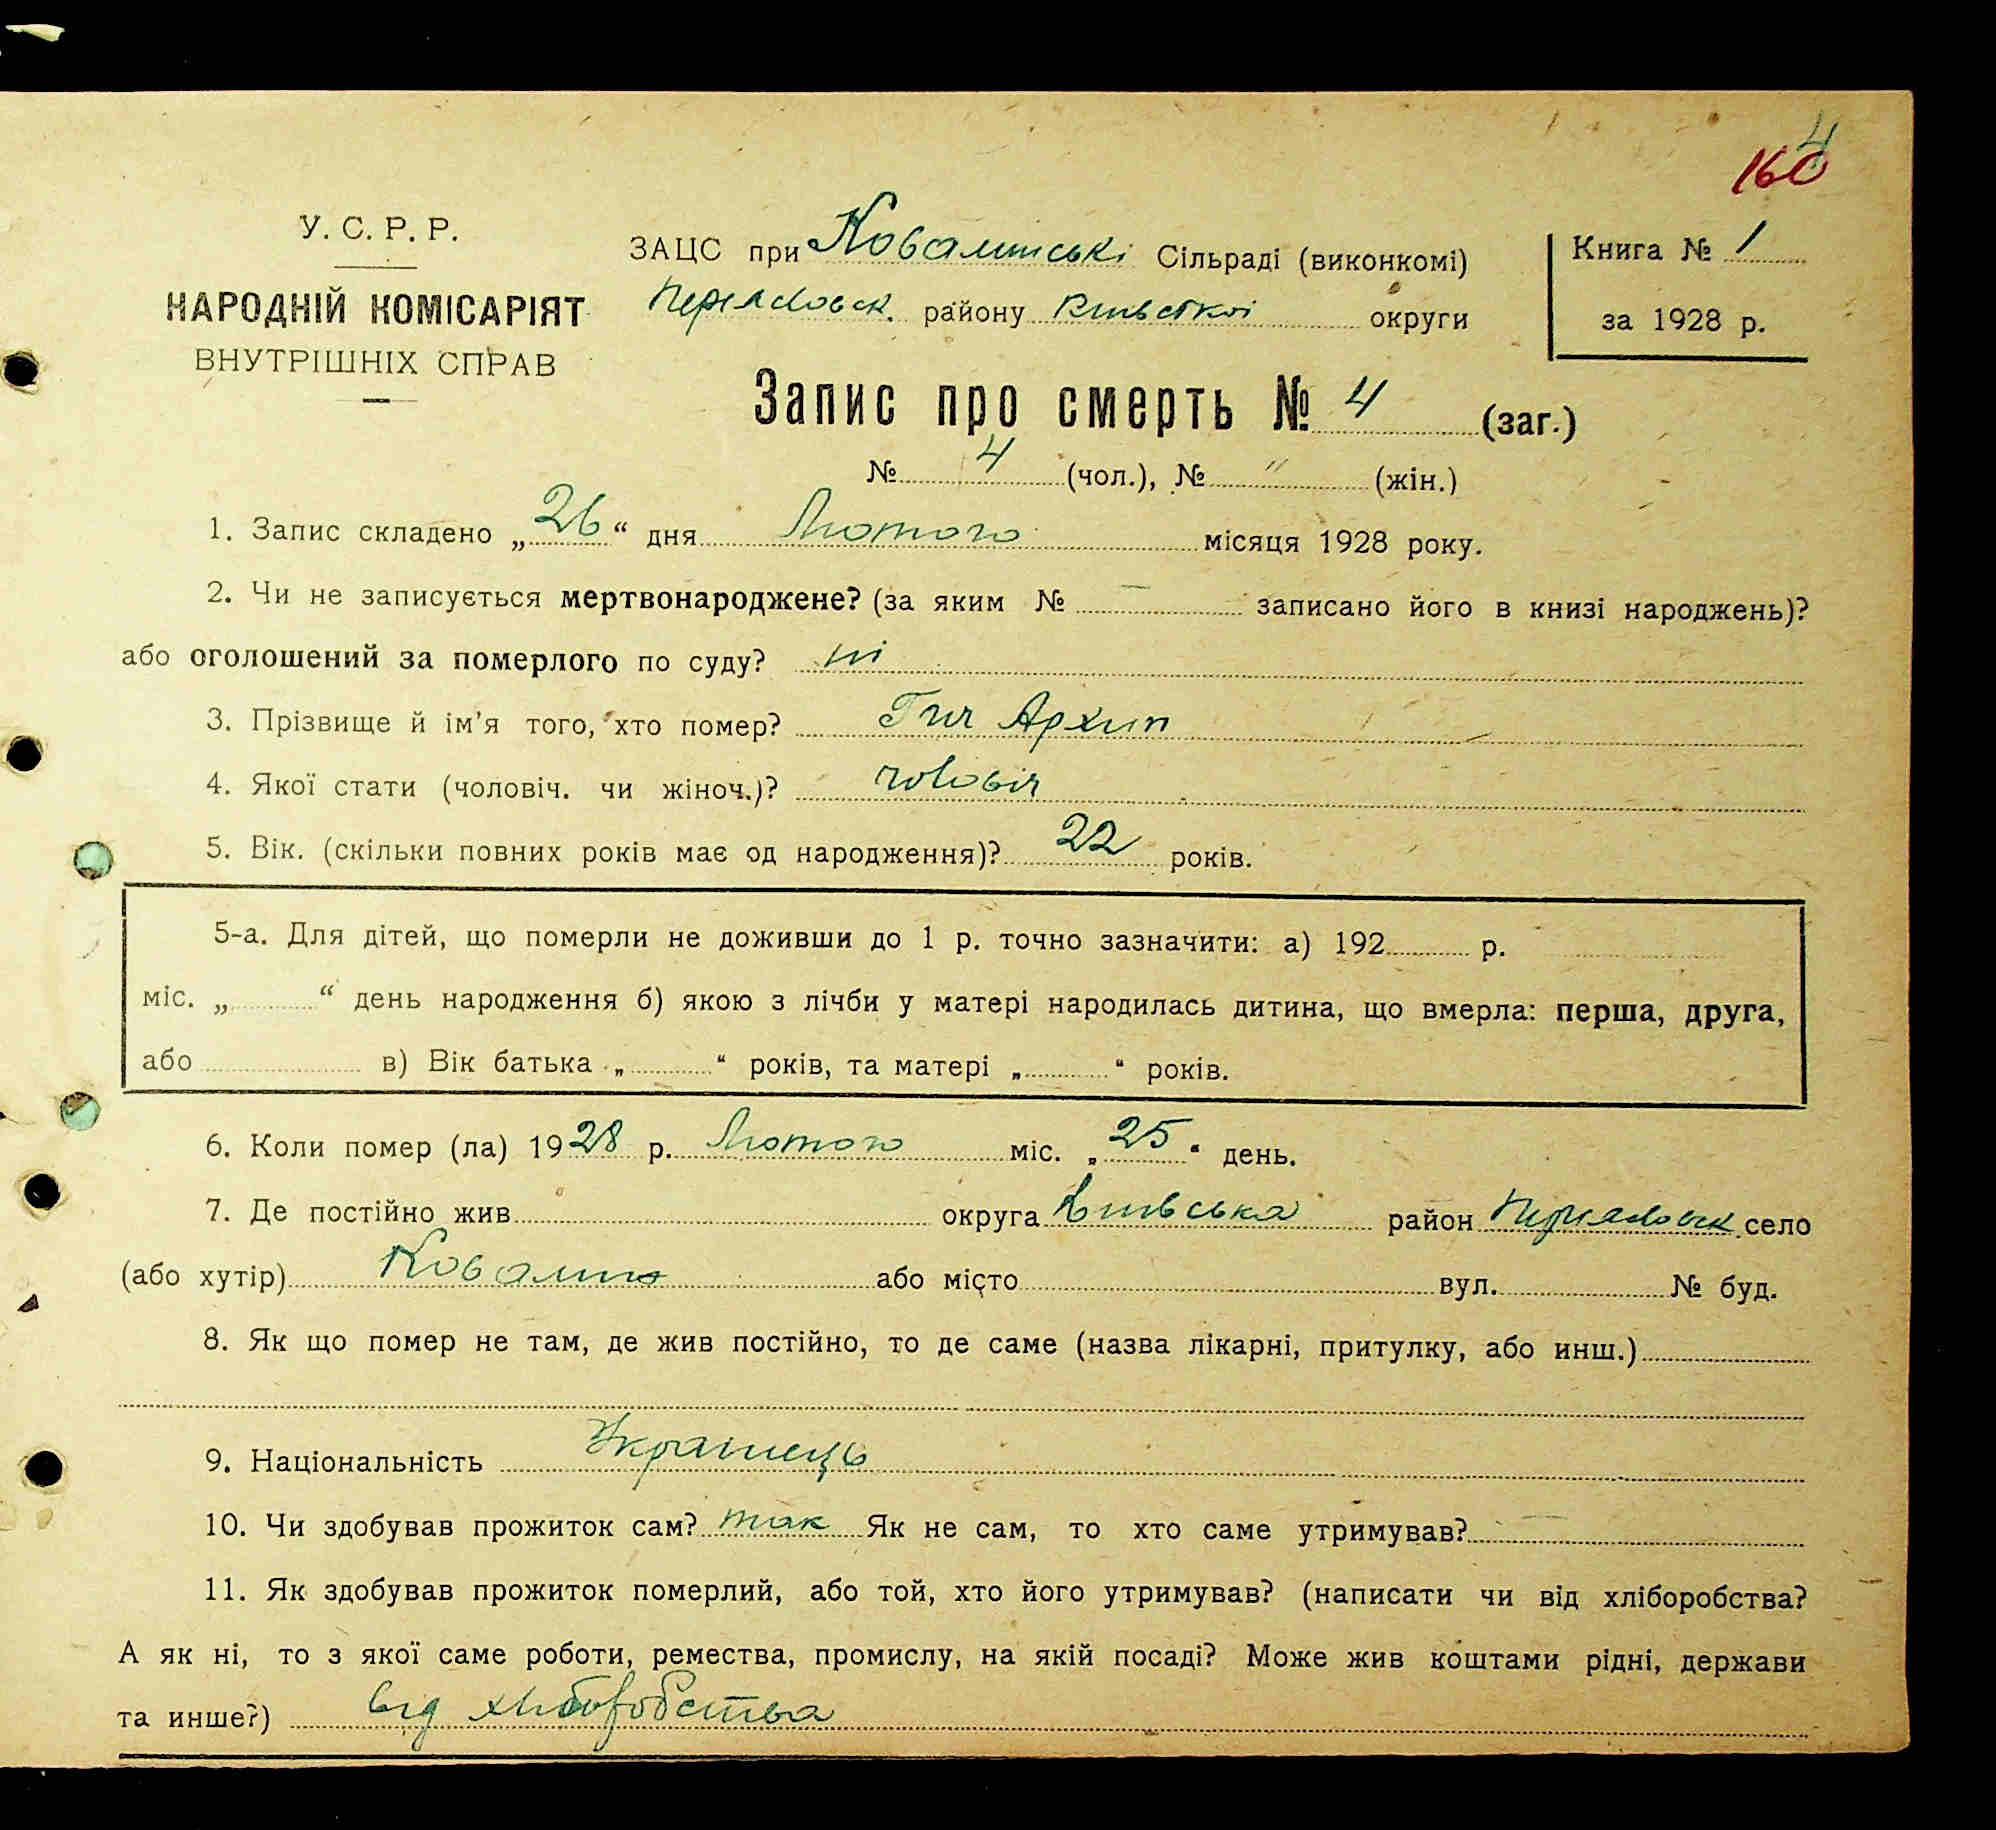 4
160
У. С. Р. Р.
НАРОДНІЙ КОМІСАРІЯТ
ВНУТРІШНІХ СПРАВ
ЗАЦС при Ковалинські Сільраді (виконкомі)
Переясловск. району Київської округи
Книга № 1
за 1928 р.
Запис про смерть № 4 (заг.)
№ 4 (чол.), № " (жін.)
1. Запис складено „26“ дня Лютого місяця 1928 року.
2. Чи не записується мертвонароджене? (за яким № — записано його в книзі народжень)?
або оголошений за померлого по суду? ні
3. Прізвище й ім'я того, хто помер? Гич Архип
4. Якої стати (чоловіч. чи жіноч.)? чоловіч
5. Вік. (скільки повних років має од народження)? 22 років.
5-а. Для дітей, що померли не доживши до 1 р. точно зазначити: а) 192 р.
міс. „ “ день народження б) якою з лічби у матері народилась дитина, що вмерла: перша, друга,
або в) Вік батька „ “ років, та матері „ “ років.
6. Коли помер (ла) 1928 р. Лютого міс. „25“ день.
7. Де постійно жив округа Київська район Переясловск. село
(або хутір) Ковалин або місто вул. № буд.
8. Як що помер не там, де жив постійно, то де саме (назва лікарні, притулку, або инш.)
9. Національність Українець
10. Чи здобував прожиток сам? так Як не сам, то хто саме утримував? —
11. Як здобував прожиток померлий, або той, хто його утримував? (написати чи від хліборобства?
А як ні, то з якої саме роботи, ремества, промислу, на якій посаді? Може жив коштами рідні, держави
та инше?) від хліборобства